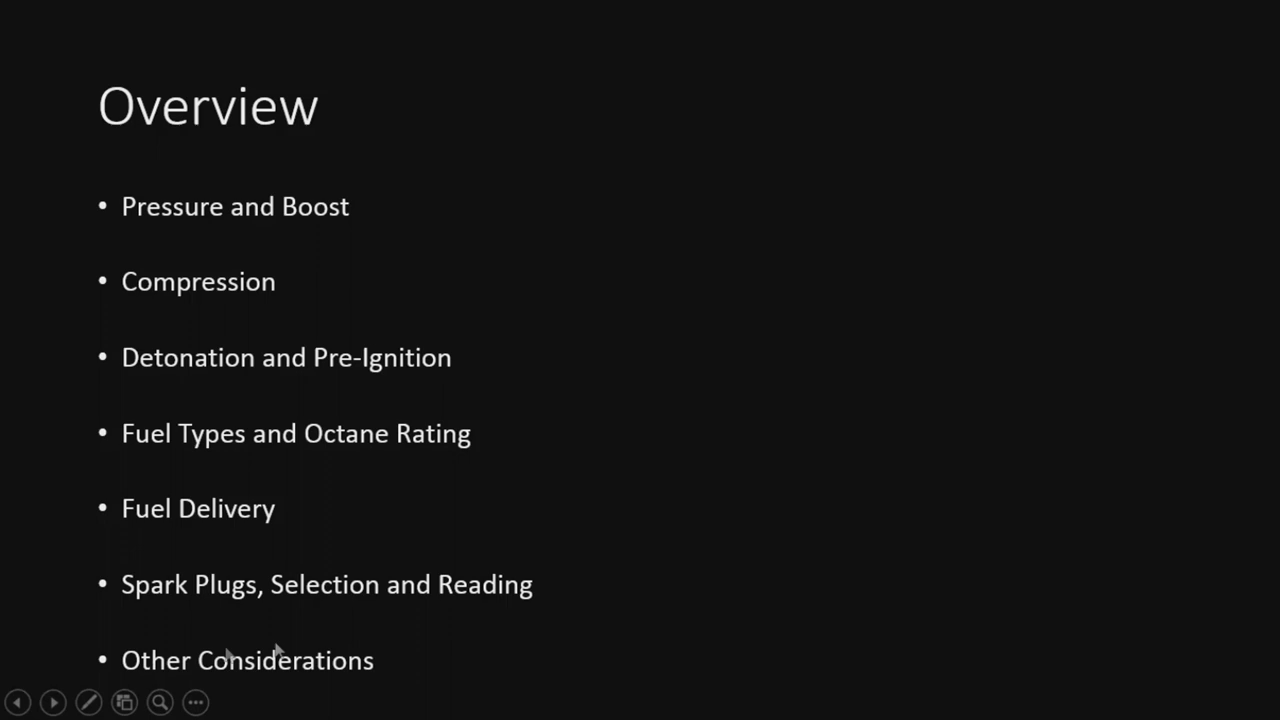 Overview
• Pressure and Boost
• Compression
• Detonation and Pre-Ignition
• Fuel Types and Octane Rating
• Fuel Delivery
• Spark Plugs, Selection and Reading
• Other Considerations